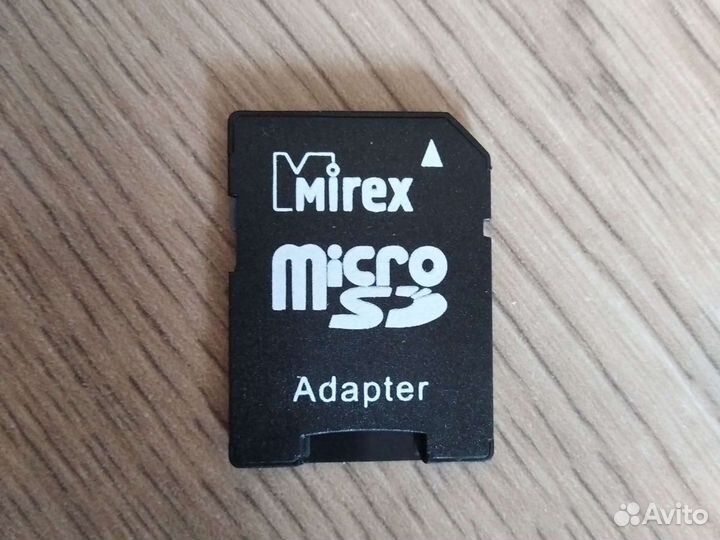 Mirex
micro
SD
Adapter
Avito